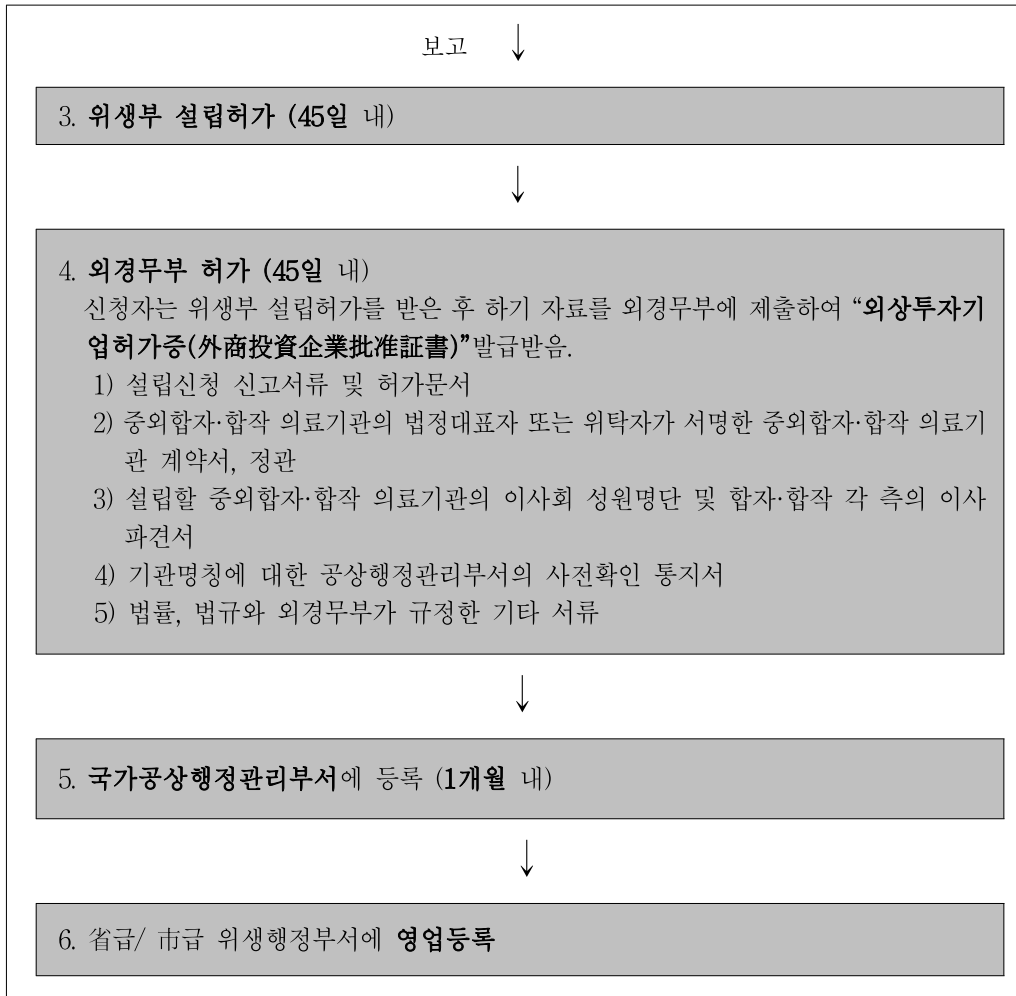 보고
3. 위생부 설립허가 (45일 내)
4. 외경무부 허가 (45일 내)
신청자는 위생부 설립허가를 받은 후 하기 자료를 외경무부에 제출하여 “외상투자기
업허가증(外商投資企業批准証書)”발급받음.
1) 설립신청 신고서류 및 허가문서
2) 중외합자·합작 의료기관의 법정대표자 또는 위탁자가 서명한 중외합자·합작 의료기
관 계약서, 정관
3) 설립할 중외합자·합작 의료기관의 이사회 성원명단 및 합자·합작 각 측의 이사
파견서
4) 기관명칭에 대한 공상행정관리부서의 사전확인 통지서
5) 법률, 법규와 외경무부가 규정한 기타 서류
5. 국가공상행정관리부서에 등록 (1개월 내)
6. 省급/ 市급 위생행정부서에 영업등록